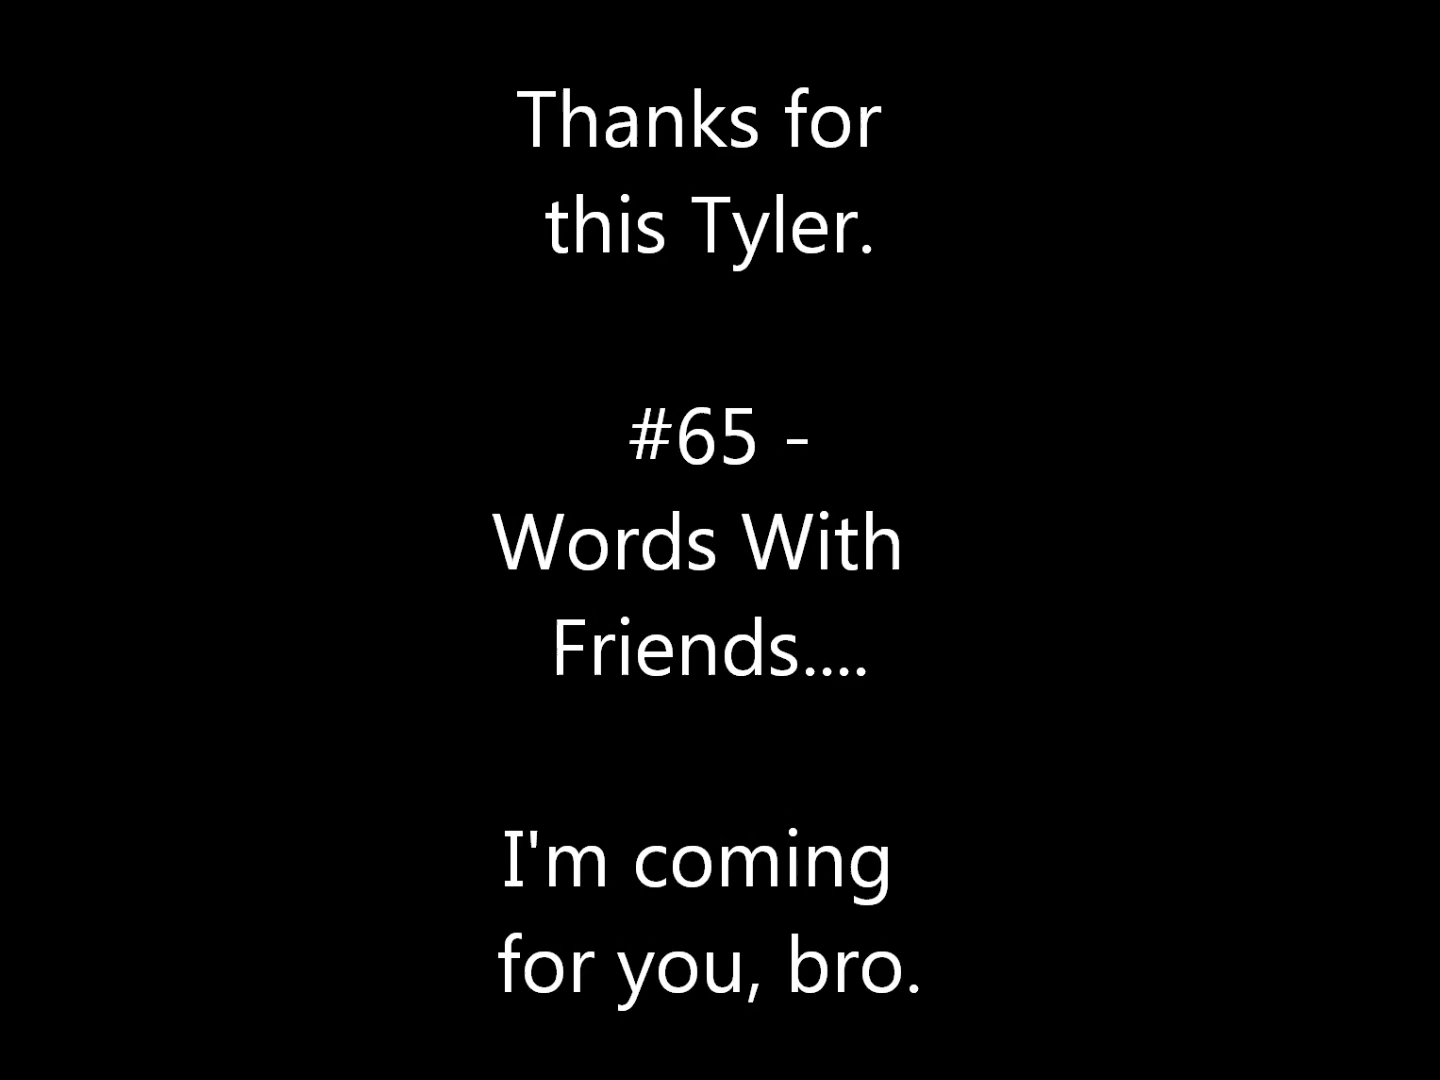 Thanks for
this Tyler.
#65 -
Words With
Friends....
I'm coming
for you, bro.